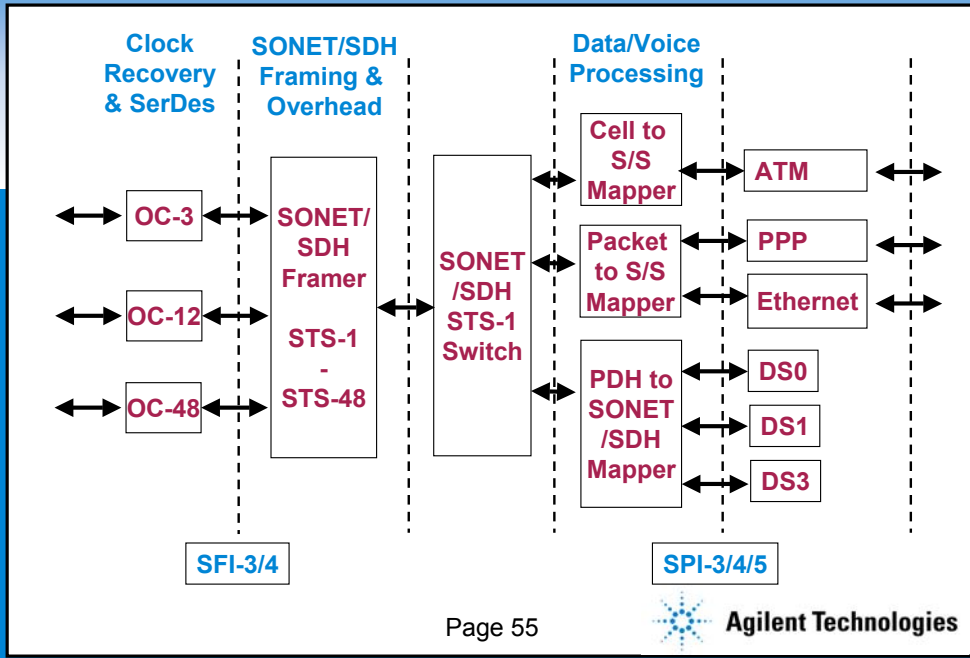 Clock
Recovery
& SerDes
SONET/SDH
Framing &
Overhead
Data/Voice
Processing
OC-3
OC-12
OC-48
SONET/
SDH
Framer
STS-1
-
STS-48
SONET
/SDH
STS-1
Switch
Cell to
S/S
Mapper
Packet
to S/S
Mapper
PDH to
SONET
/SDH
Mapper
ATM
PPP
Ethernet
DS0
DS1
DS3
SFI-3/4
SPI-3/4/5
Page 55
Agilent Technologies